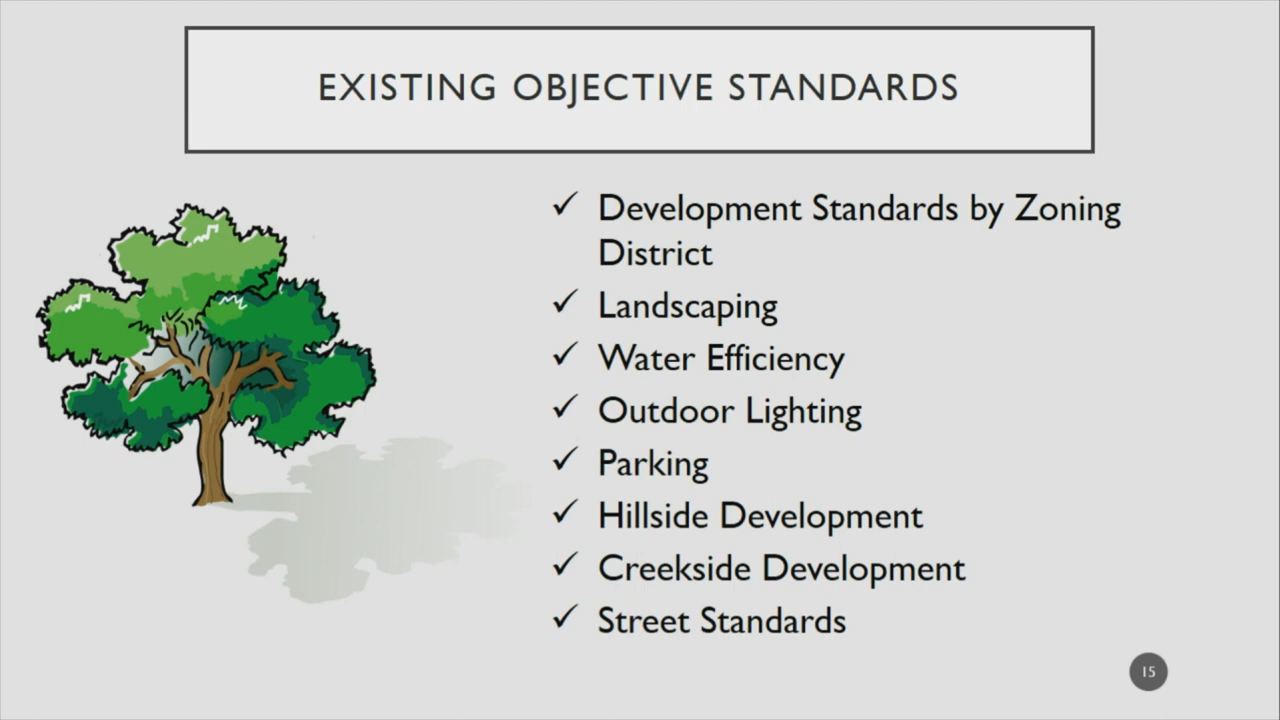 EXISTING OBJECTIVE STANDARDS
✓ Development Standards by Zoning
District
✓ Landscaping
✓ Water Efficiency
✓ Outdoor Lighting
✓ Parking
✓ Hillside Development
✓ Creekside Development
✓ Street Standards
15